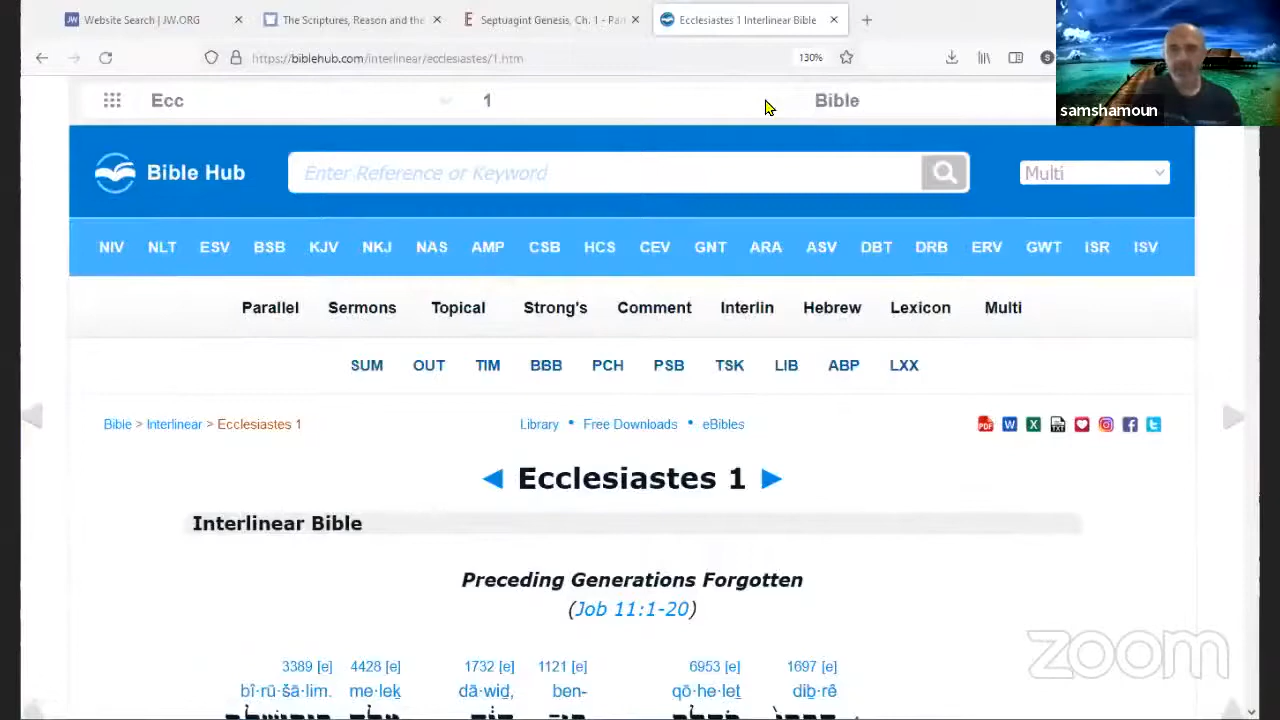 Website Search | JW.ORG
The Scriptures, Reason and the
Septuagint Genesis, Ch. 1 - Par
Ecclesiastes 1 Interlinear Bible
https://biblehub.com/interlinear/ecclesiastes/1.htm
130%
samshamoun
Ecc 1 Bible
Bible Hub
Enter Reference or Keyword
Multi
NIV NLT ESV BSB KJV NKJ NAS AMP CSB HCS CEV GNT ARA ASV DBT DRB ERV GWT ISR ISV
Parallel Sermons Topical Strong's Comment Interlin Hebrew Lexicon Multi
SUM OUT TIM BBB PCH PSB TSK LIB ABP LXX
Bible > Interlinear > Ecclesiastes 1
Library • Free Downloads • eBibles
◄ Ecclesiastes 1 ►
Interlinear Bible
Preceding Generations Forgotten
(Job 11:1-20)
3389 [e] 4428 [e] 1732 [e] 1121 [e] 6953 [e] 1697 [e]
bî·rū·šā·lim. me·leḵ dā·wiḏ, ben- qō·he·leṯ diḇ·rê
zoom